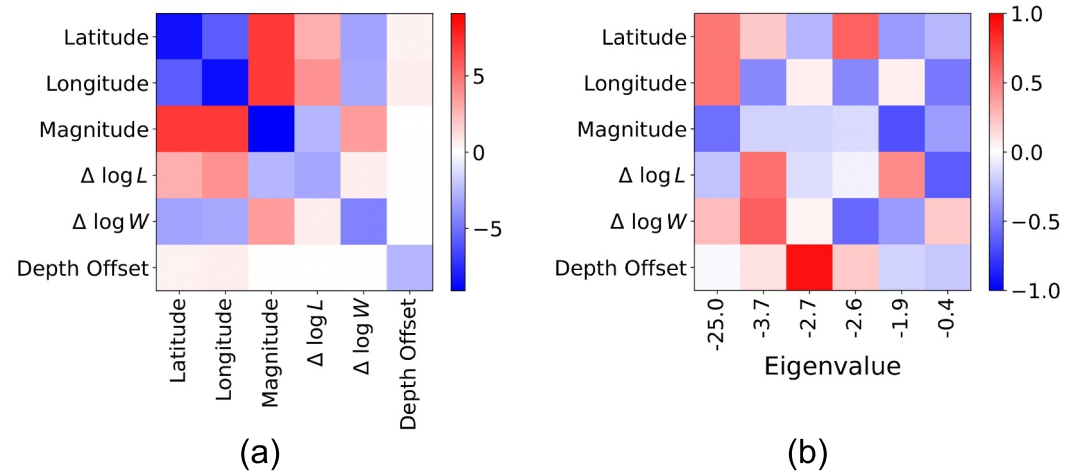 Latitude
Longitude
Magnitude
Δ log L
Δ log W
Depth Offset
5
0
−5
Latitude
Longitude
Magnitude
Δ log L
Δ log W
Depth Offset
(a)
Latitude
Longitude
Magnitude
Δ log L
Δ log W
Depth Offset
1.0
0.5
0.0
−0.5
−1.0
-25.0
-3.7
-2.7
-2.6
-1.9
-0.4
Eigenvalue
(b)